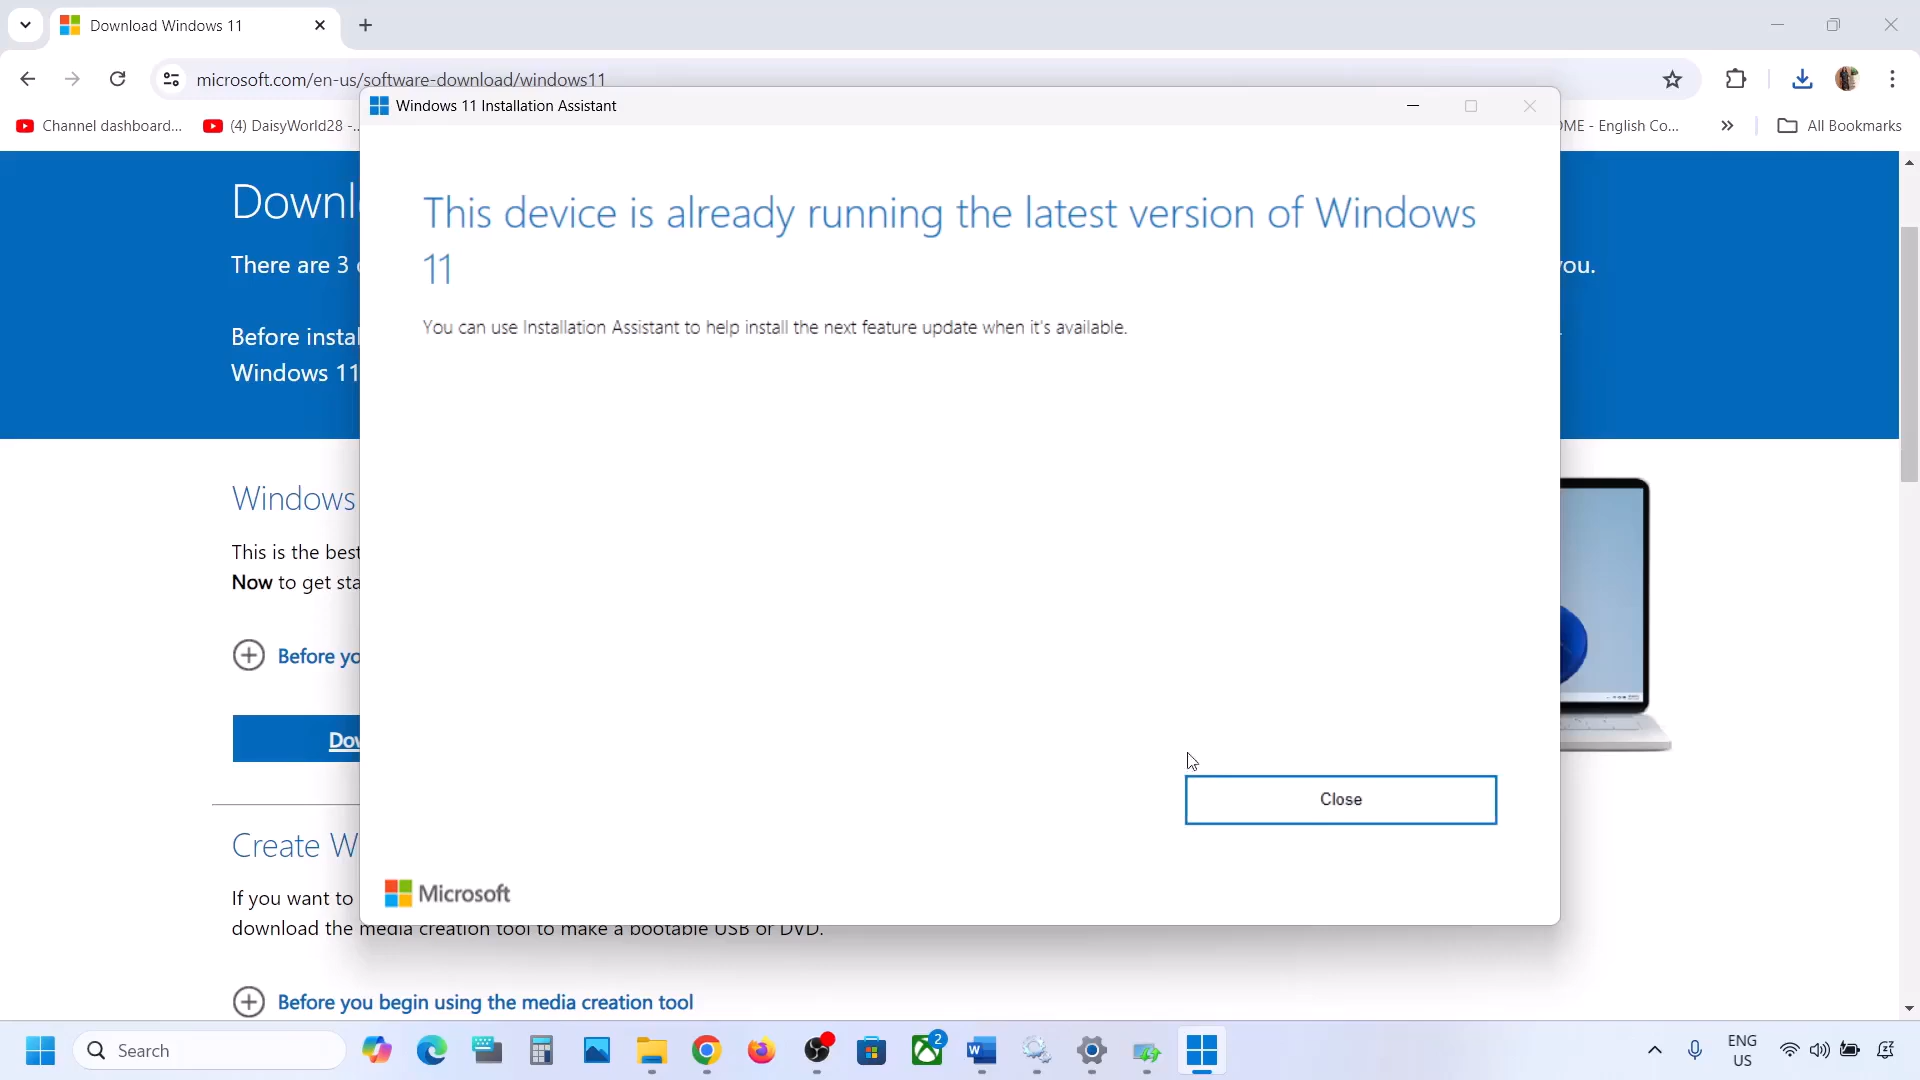 Download Windows 11
microsoft.com/en-us/software-download/windows11
Channel dashboard...
(4) DaisyWorld28 -...
OME - English Co...
All Bookmarks
Windows 11 Installation Assistant
Downl
This device is already running the latest version of Windows
11
There are 3
you.
You can use Installation Assistant to help install the next feature update when it's available.
Before instal
Windows 11
Windows
This is the best
Now to get sta
Before yo
Dow
Close
Create W
If you want to
Microsoft
download the media creation tool to make a bootable USB or DVD.
Before you begin using the media creation tool
Search
2
ENG
US